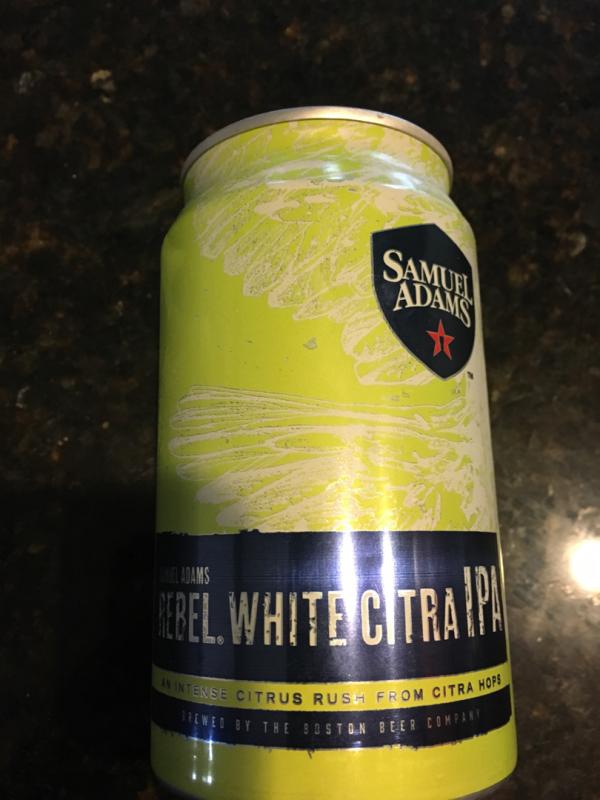 SAMUEL
ADAMS
™
SAMUEL ADAMS
REBEL® WHITE CITRA IPA
AN INTENSE CITRUS RUSH FROM CITRA HOPS
BREWED BY THE BOSTON BEER COMPANY